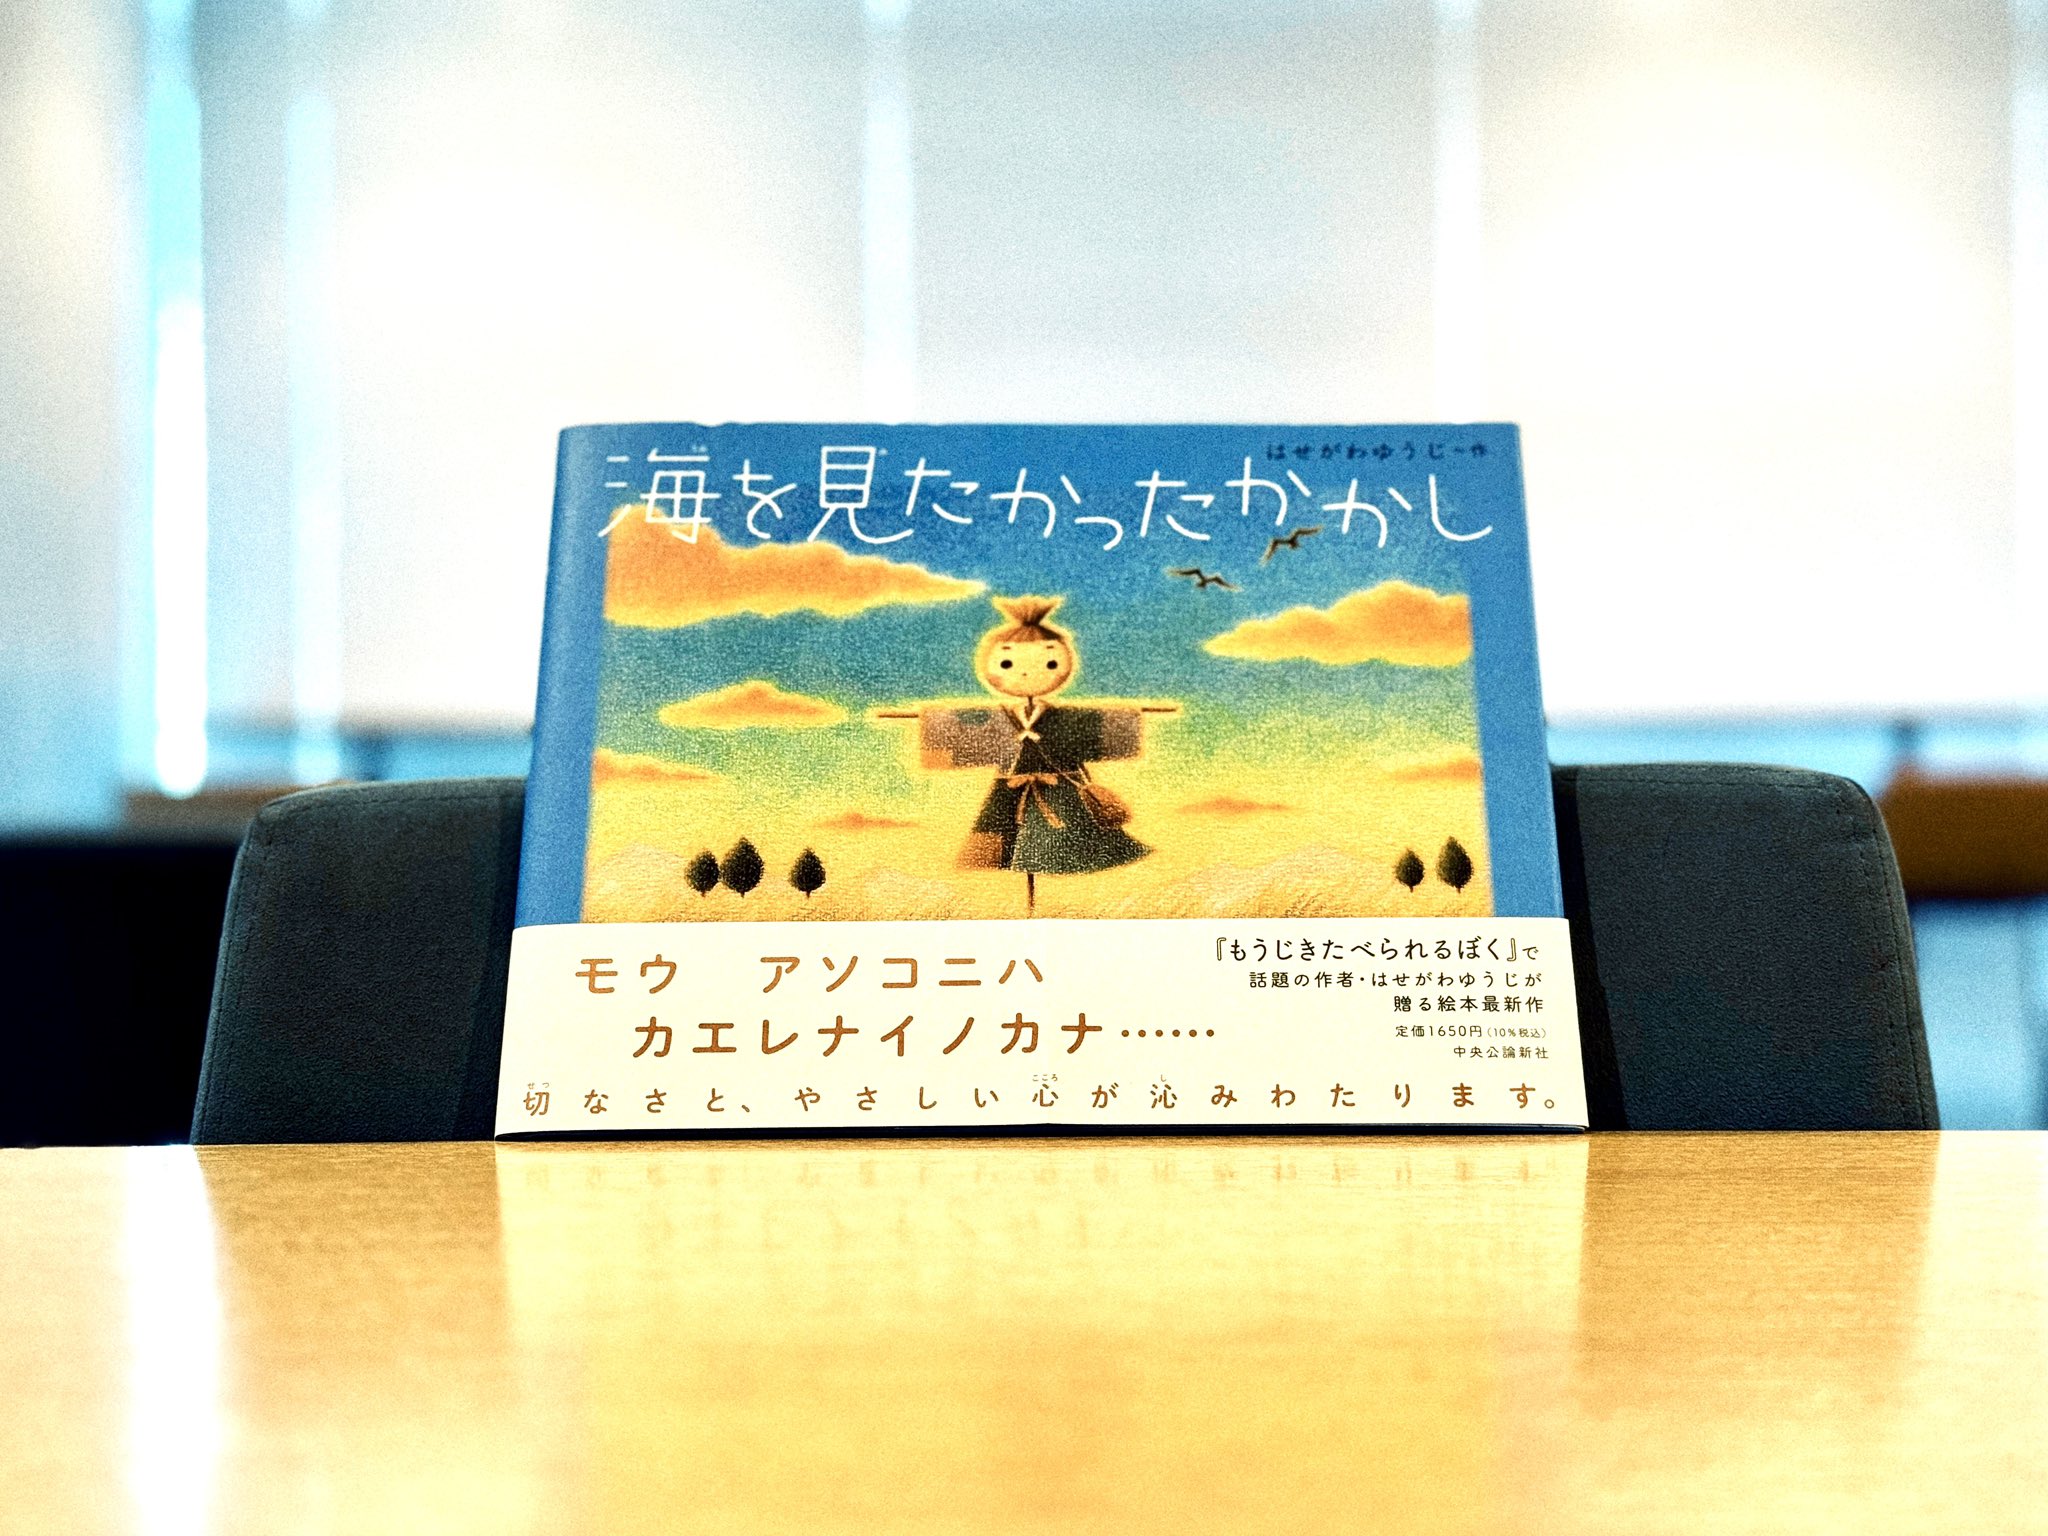 海を見たかったかかし
はせがわゆうじ 作
モウ　アソコニハ
カエレナイノカナ……
『もうじきたべられるぼく』で
話題の作者・はせがわゆうじが
贈る絵本最新作
定価1650円（10%税込）
中央公論新社
切なさと、やさしい心が沁みわたります。